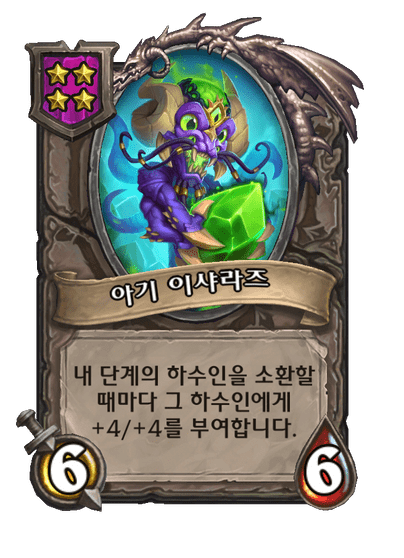 아기 이샤라즈
내 단계의 하수인을 소환할
때마다 그 하수인에게
+4/+4를 부여합니다.
6
6